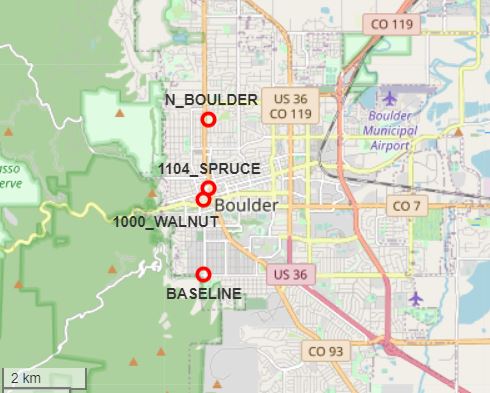 CO 119
N_BOULDER
US 36
CO 119
Boulder
Municipal
Airport
1104_SPRUCE
Boulder
CO 7
1000_WALNUT
US 36
BASELINE
CO 93
2 km